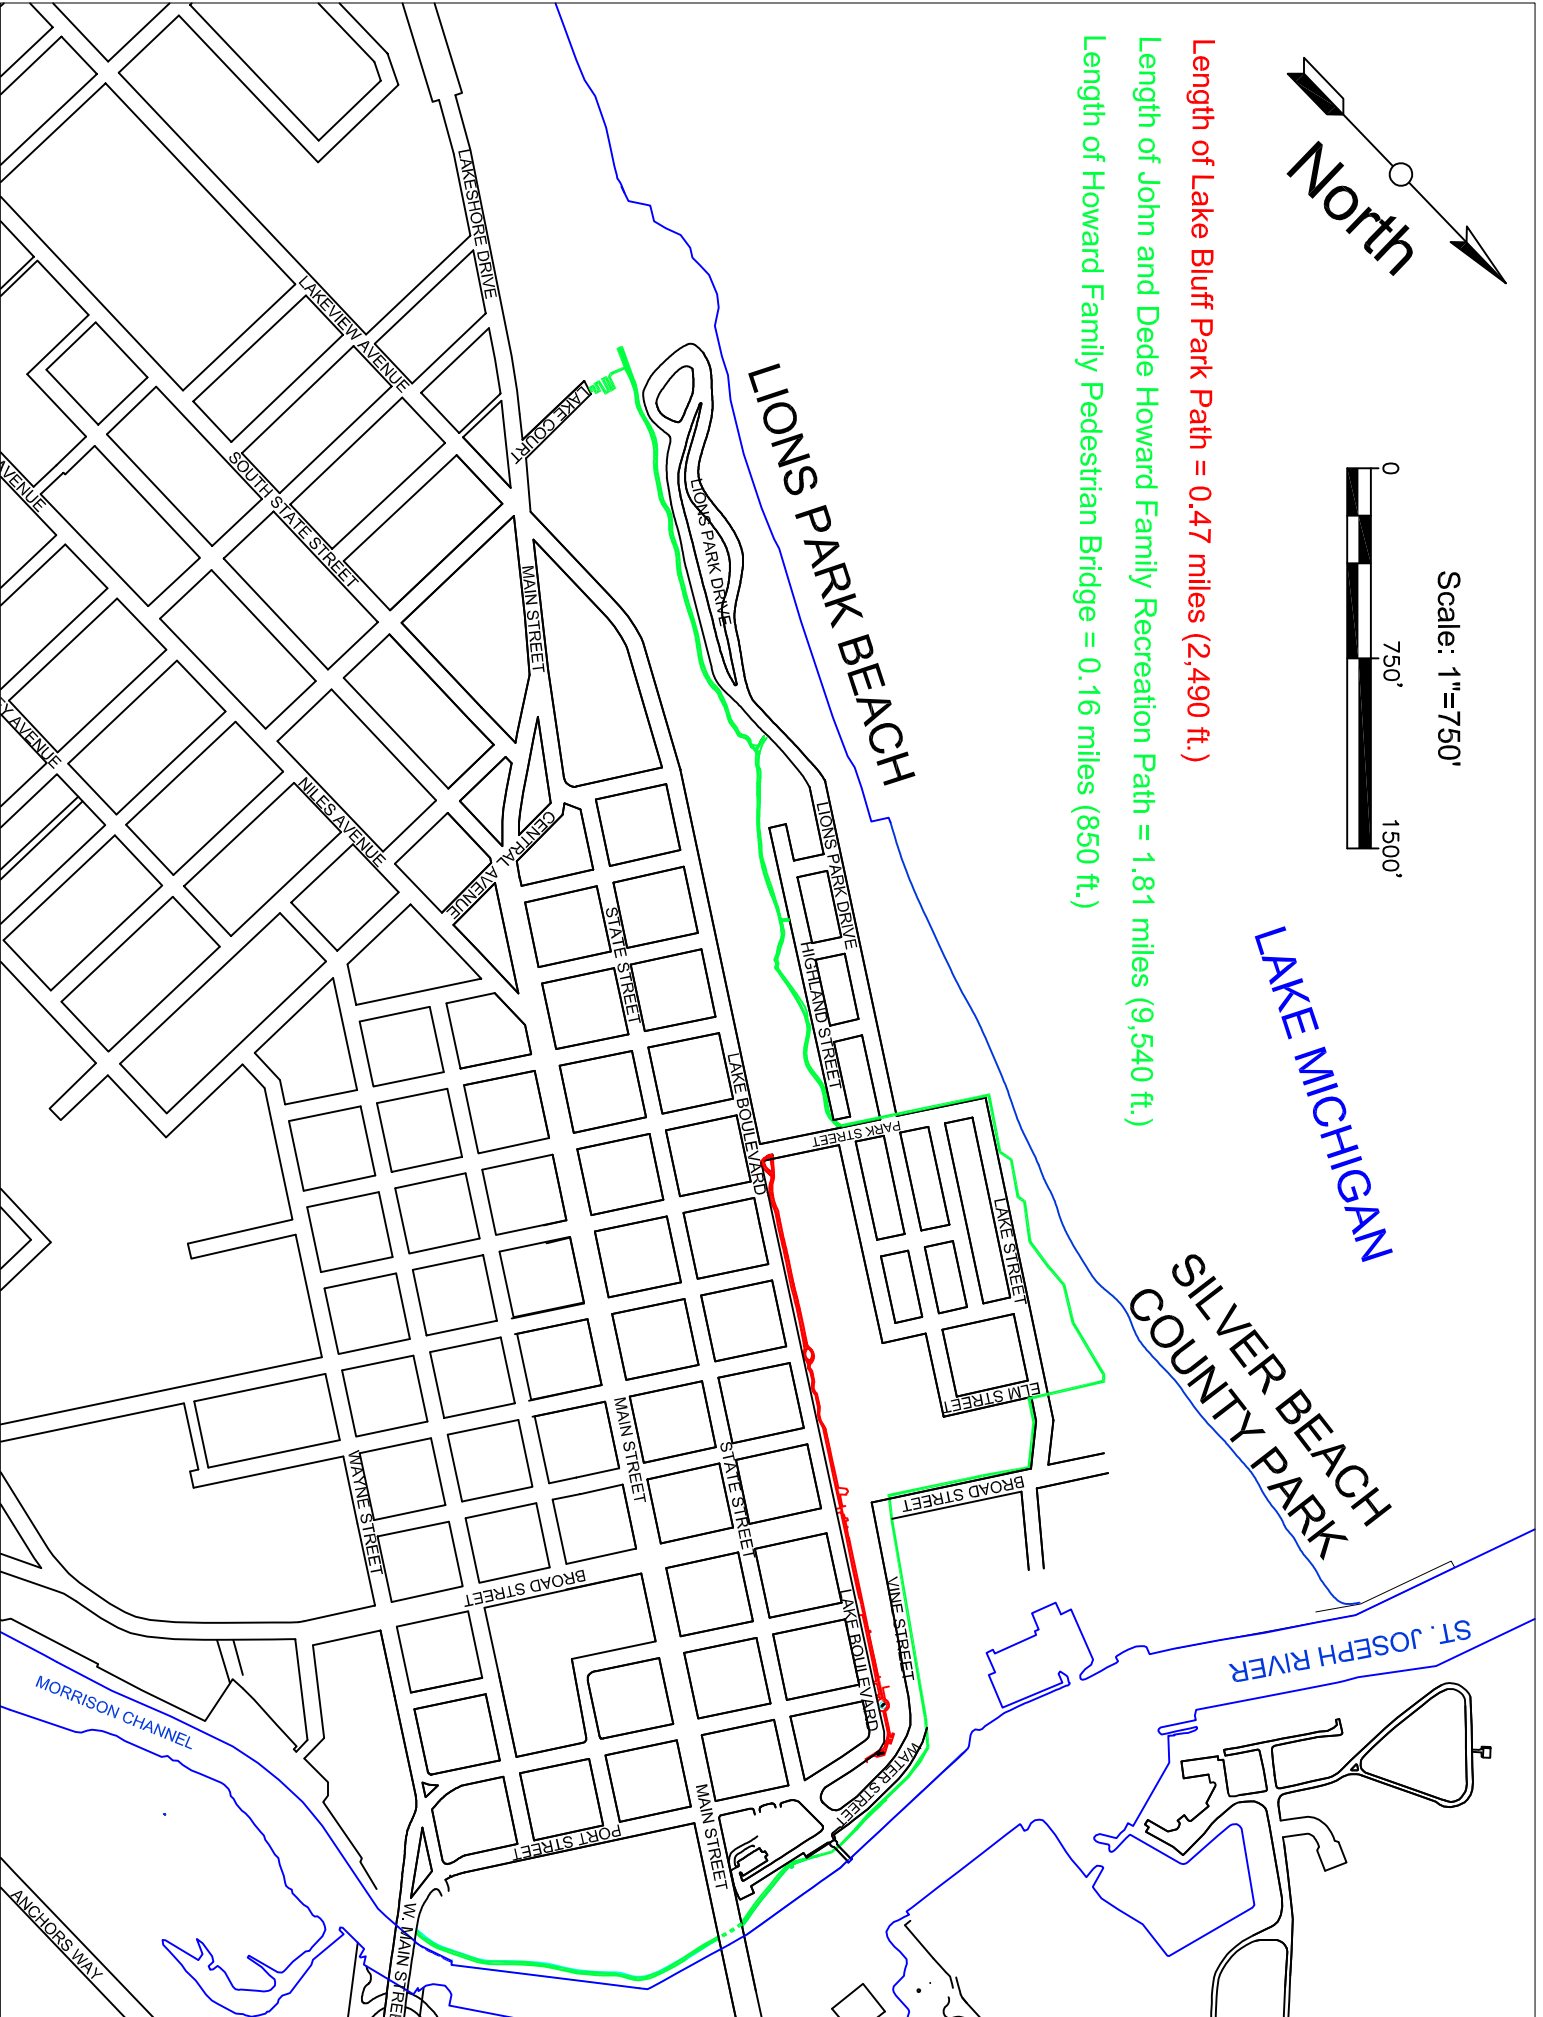 North
Scale: 1"=750'
0
750'
1500'
Length of Lake Bluff Park Path = 0.47 miles (2,490 ft.)
Length of John and Dede Howard Family Recreation Path = 1.81 miles (9,540 ft.)
Length of Howard Family Pedestrian Bridge = 0.16 miles (850 ft.)
LAKE MICHIGAN
SILVER BEACH
COUNTY PARK
LIONS PARK BEACH
ST. JOSEPH RIVER
MORRISON CHANNEL
LAKESHORE DRIVE
LAKEVIEW AVENUE
LAKE COURT
SOUTH STATE STREET
AVENUE
MAIN STREET
LIONS PARK DRIVE
LIONS PARK DRIVE
HIGHLAND STREET
NILES AVENUE
CENTRAL AVENUE
EY AVENUE
STATE STREET
LAKE BOULEVARD
PARK STREET
LAKE STREET
ELM STREET
BROAD STREET
MAIN STREET
STATE STREET
WAYNE STREET
BROAD STREET
VINE STREET
LAKE BOULEVARD
WATER STREET
MAIN STREET
PORT STREET
W. MAIN STREE
ANCHORS WAY